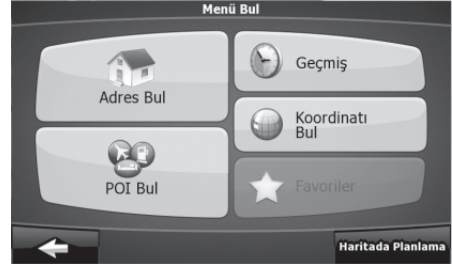 Menü Bul
Adres Bul
POI Bul
Geçmiş
Koordinatı
Bul
Favoriler
Haritada Planlama